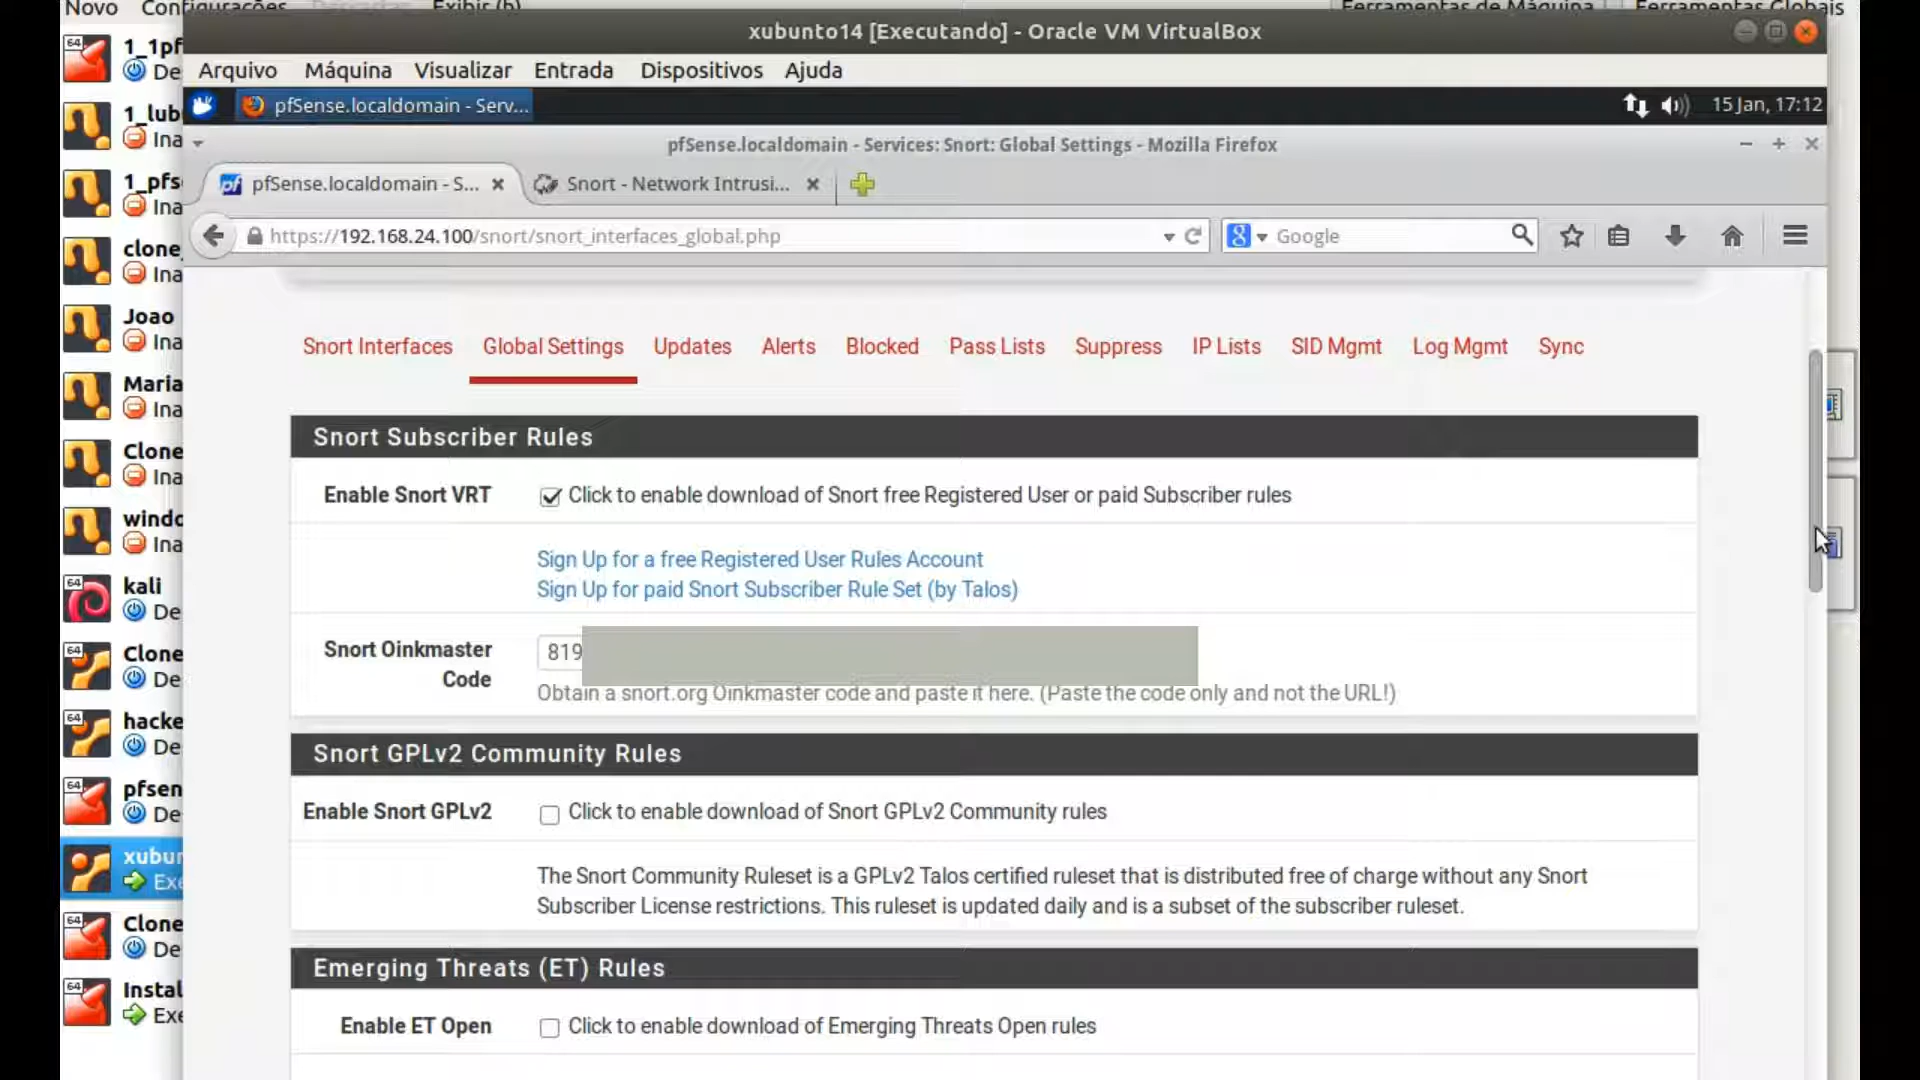 Novo
xubunto14 [Executando] - Oracle VM VirtualBox
Arquivo Máquina Visualizar Entrada Dispositivos Ajuda
pfSense.localdomain - Serv...
15 Jan, 17:12
pfSense.localdomain - Services: Snort: Global Settings - Mozilla Firefox
pfSense.localdomain - S...
Snort - Network Intrusi...
https://192.168.24.100/snort/snort_interfaces_global.php
Google
64 1_1pf
De
1_lub
Ina
1_pfs
Ina
clone_
Ina
Joao
Ina
Maria
Ina
Clone
Ina
windo
Ina
64 kali
De
64 Clone
De
64 hacke
De
64 pfsen
De
64 xubun
Exe
64 Clone
De
64 Instal
Exe
Snort Interfaces Global Settings Updates Alerts Blocked Pass Lists Suppress IP Lists SID Mgmt Log Mgmt Sync
Snort Subscriber Rules
Enable Snort VRT Click to enable download of Snort free Registered User or paid Subscriber rules
Sign Up for a free Registered User Rules Account
Sign Up for paid Snort Subscriber Rule Set (by Talos)
Snort Oinkmaster Code
819
Obtain a snort.org Oinkmaster code and paste it here. (Paste the code only and not the URL!)
Snort GPLv2 Community Rules
Enable Snort GPLv2 Click to enable download of Snort GPLv2 Community rules
The Snort Community Ruleset is a GPLv2 Talos certified ruleset that is distributed free of charge without any Snort
Subscriber License restrictions. This ruleset is updated daily and is a subset of the subscriber ruleset.
Emerging Threats (ET) Rules
Enable ET Open Click to enable download of Emerging Threats Open rules